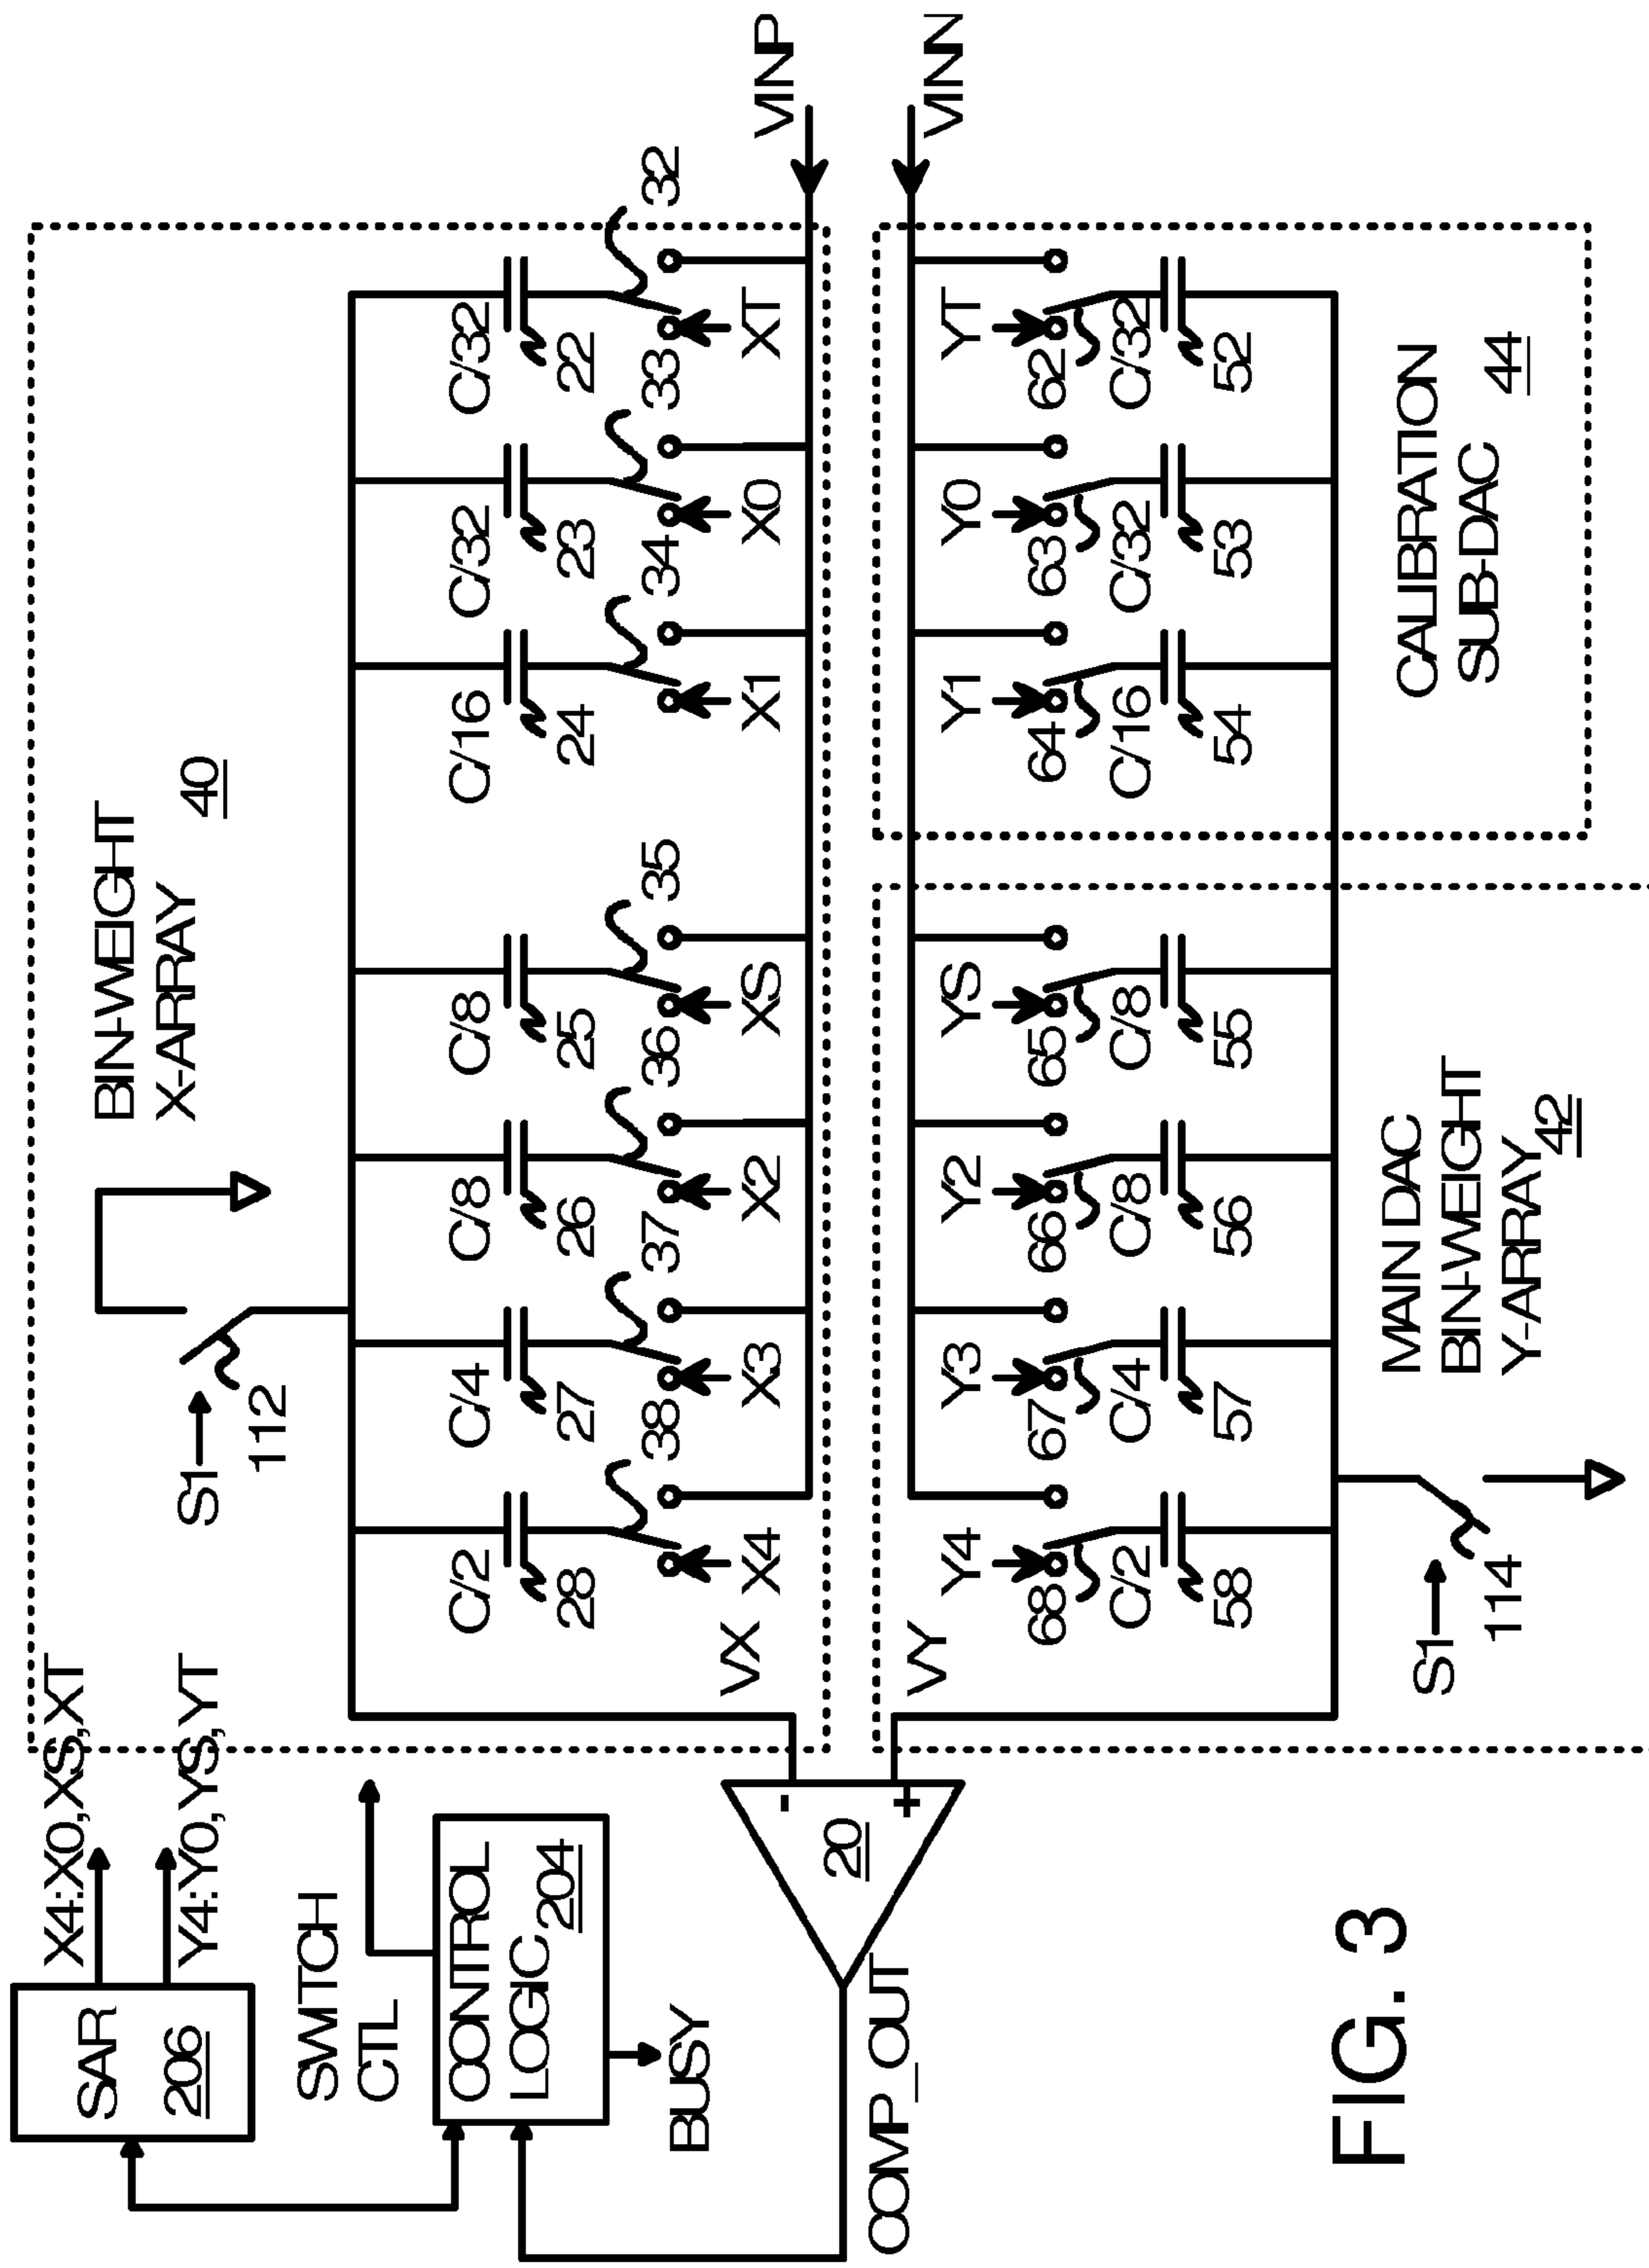 SAR
206
X4:X0,XS,XT
Y4:Y0,YS,YT
SWITCH
CTL
CONTROL
LOGIC
204
BUSY
COMP_OUT
20
-
+
S1
112
BIN-WEIGHT
X-ARRAY
40
C/2
C/4
C/8
C/8
C/16
C/32
C/32
28
27
26
25
24
23
22
38
37
36
35
34
33
32
VX
X4
X3
X2
XS
X1
X0
XT
VINP
VINN
VY
Y4
Y3
Y2
YS
Y1
Y0
YT
68
67
66
65
64
63
62
C/2
C/4
C/8
C/8
C/16
C/32
C/32
58
57
56
55
54
53
52
S1
114
MAIN DAC
BIN-WEIGHT
Y-ARRAY
42
CALIBRATION
SUB-DAC
44
FIG. 3